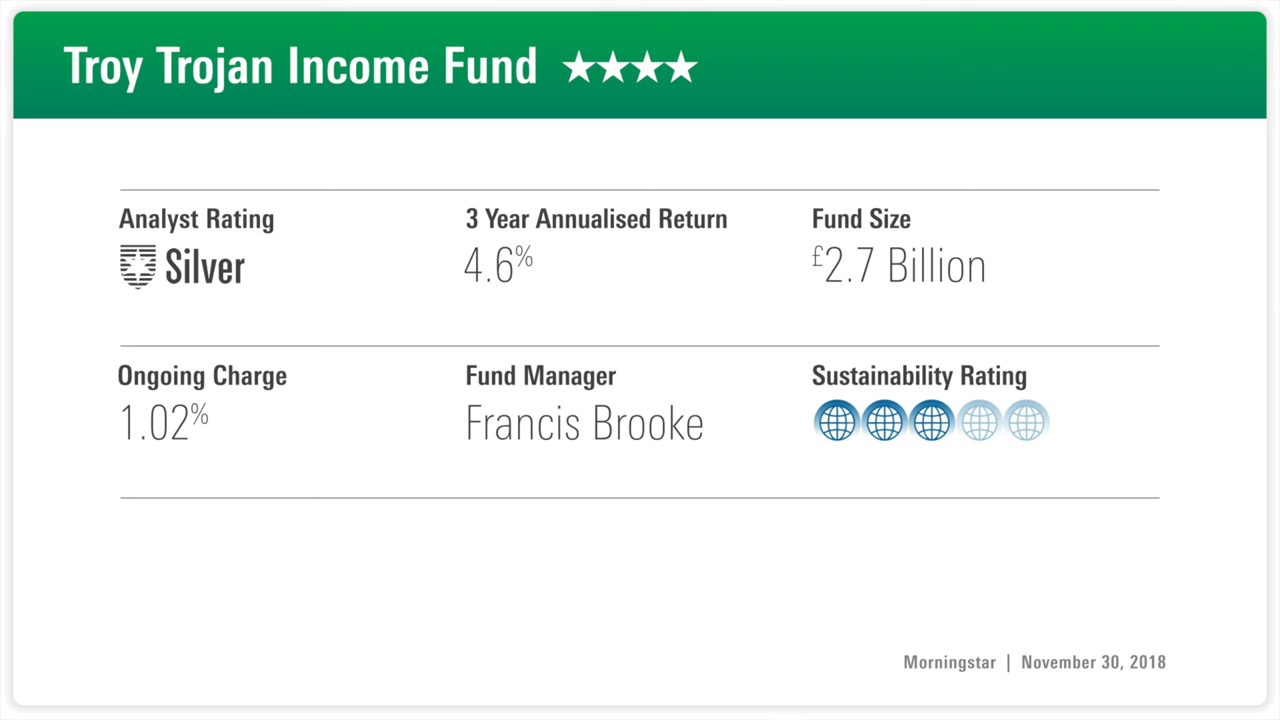 Troy Trojan Income Fund ★★★★
Analyst Rating
Silver
3 Year Annualised Return
4.6%
Fund Size
£2.7 Billion
Ongoing Charge
1.02%
Fund Manager
Francis Brooke
Sustainability Rating
Morningstar | November 30, 2018